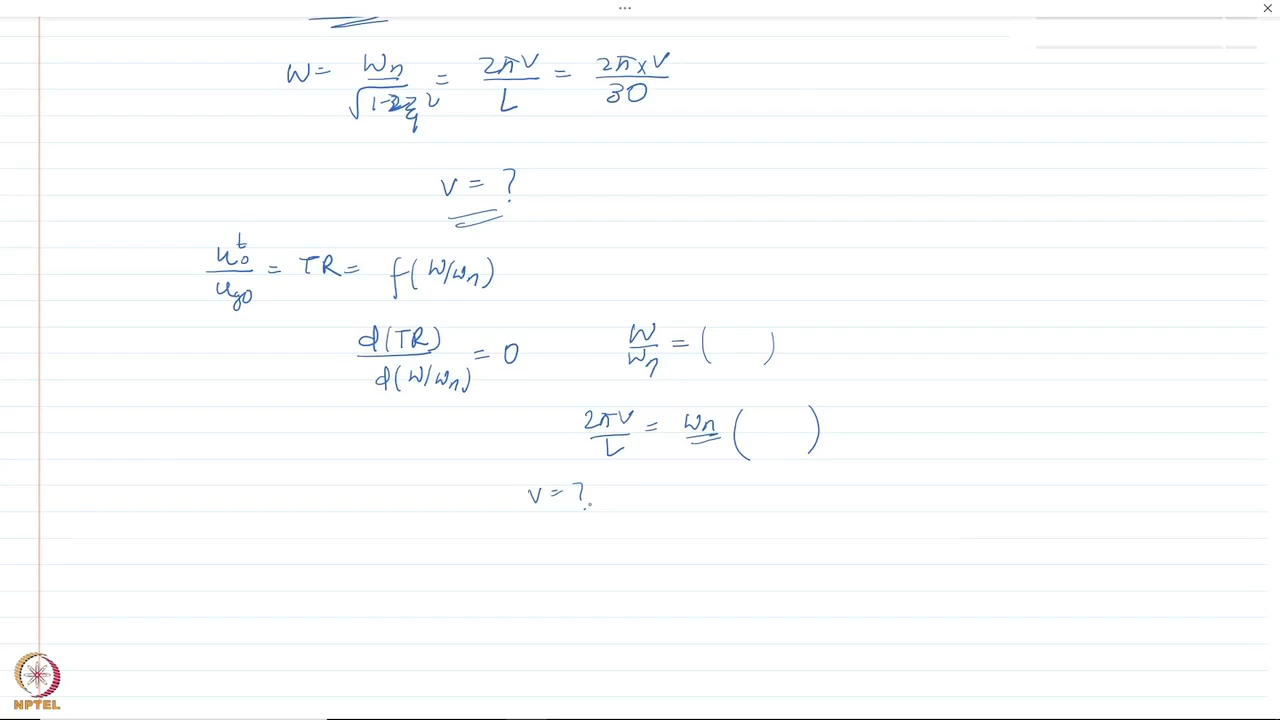 ω = ωn / √(1-2ξ²) = 2πV / L = 2π×V / 30
V = ?
u₀ᵗ / ug0 = TR = f(ω/ωn)
d(TR) / d(ω/ωn) = 0    ω / ωn = (    )
2πV / L = ωn (    )
V = ?
NPTEL